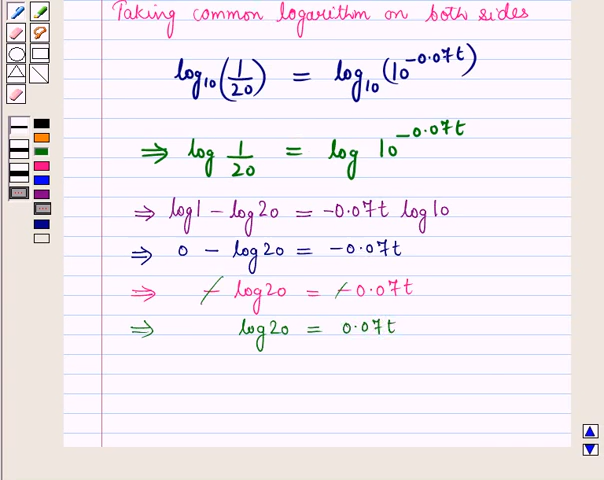 Taking common logarithm on both sides
log₁₀(1/20) = log₁₀(10^-0.07t)
⇒ log 1/20 = log 10^-0.07t
⇒ log1 - log20 = -0.07t log10
⇒ 0 - log20 = -0.07t
⇒ - log20 = -0.07t
⇒ log20 = 0.07t